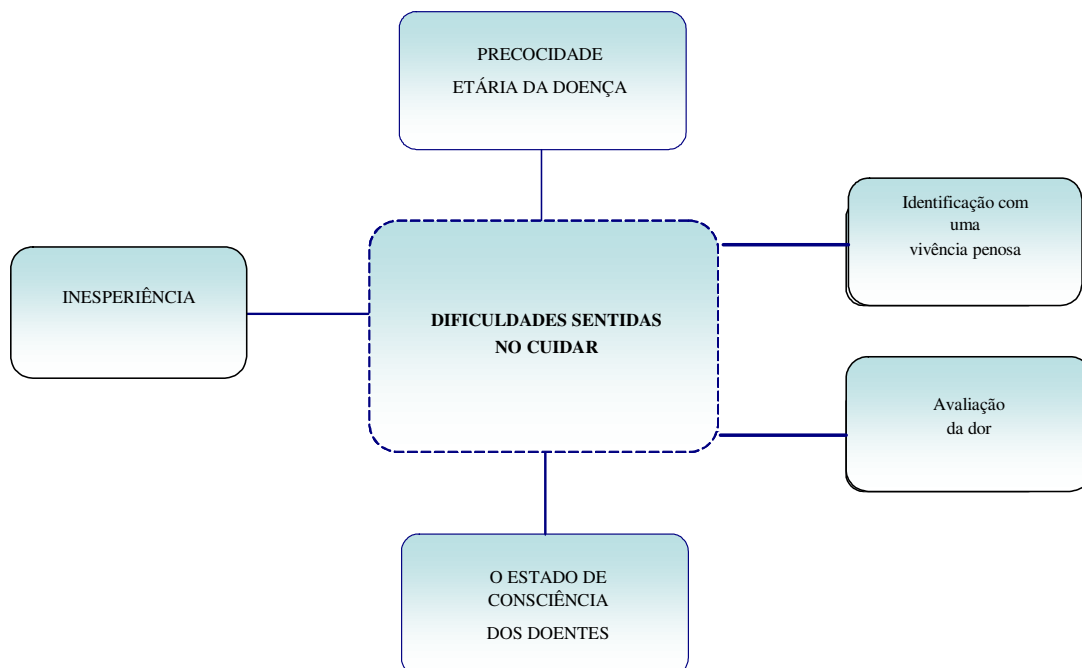 PRECOCIDADE
ETÁRIA DA DOENÇA
Identificação com
uma
vivência penosa
INESPERIÊNCIA
DIFICULDADES SENTIDAS
NO CUIDAR
Avaliação
da dor
O ESTADO DE
CONSCIÊNCIA
DOS DOENTES